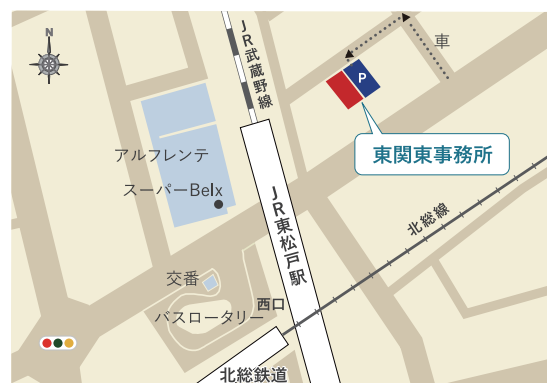 N
JR武蔵野線
車
P
アルフレンテ
東関東事務所
スーパーBelx
JR東松戸駅
北総線
交番
西口
バスロータリー
北総鉄道